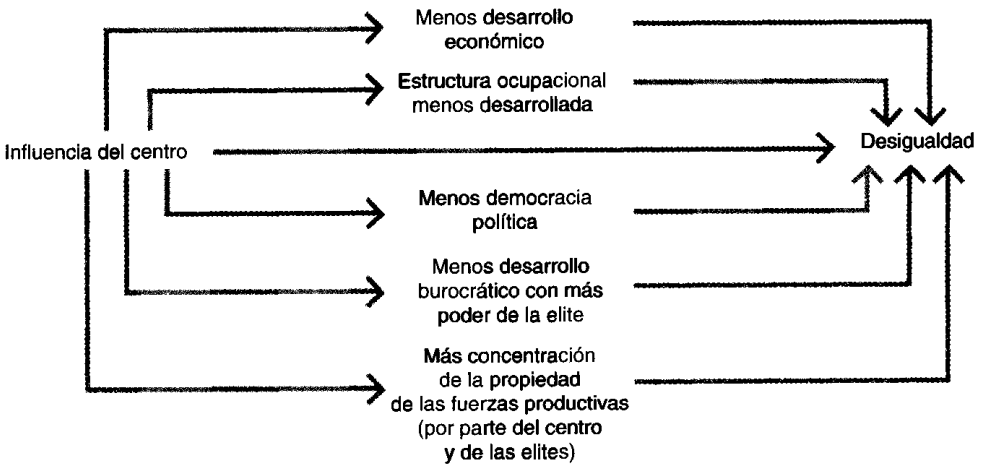 Menos desarrollo
económico
Estructura ocupacional
menos desarrollada
Influencia del centro
Desigualdad
Menos democracia
política
Menos desarrollo
burocrático con más
poder de la elite
Más concentración
de la propiedad
de las fuerzas productivas
(por parte del centro
y de las elites)